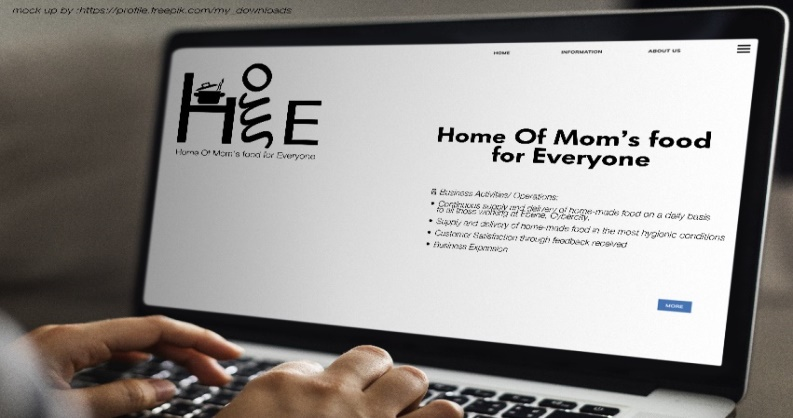 mock up by :https://profile.freepik.com/my_downloads
HOME
INFORMATION
ABOUT US
HOME
Home Of Mom's food for Everyone
Home Of Mom's food
for Everyone
Business Activities/ Operations:
• Continuous supply and delivery of home-made food on a daily basis
to all those working at Ebene, Cybercity.
• Supply and delivery of home-made food in the most hygionic conditions
• Customer Satisfaction through feedback received
• Business Expansion
MORE